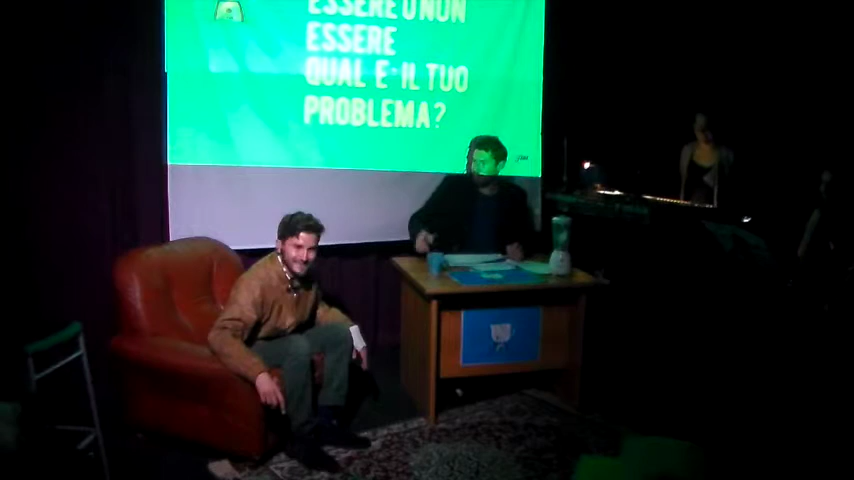 ESSERE O NON
ESSERE
QUAL E' IL TUO
PROBLEMA?